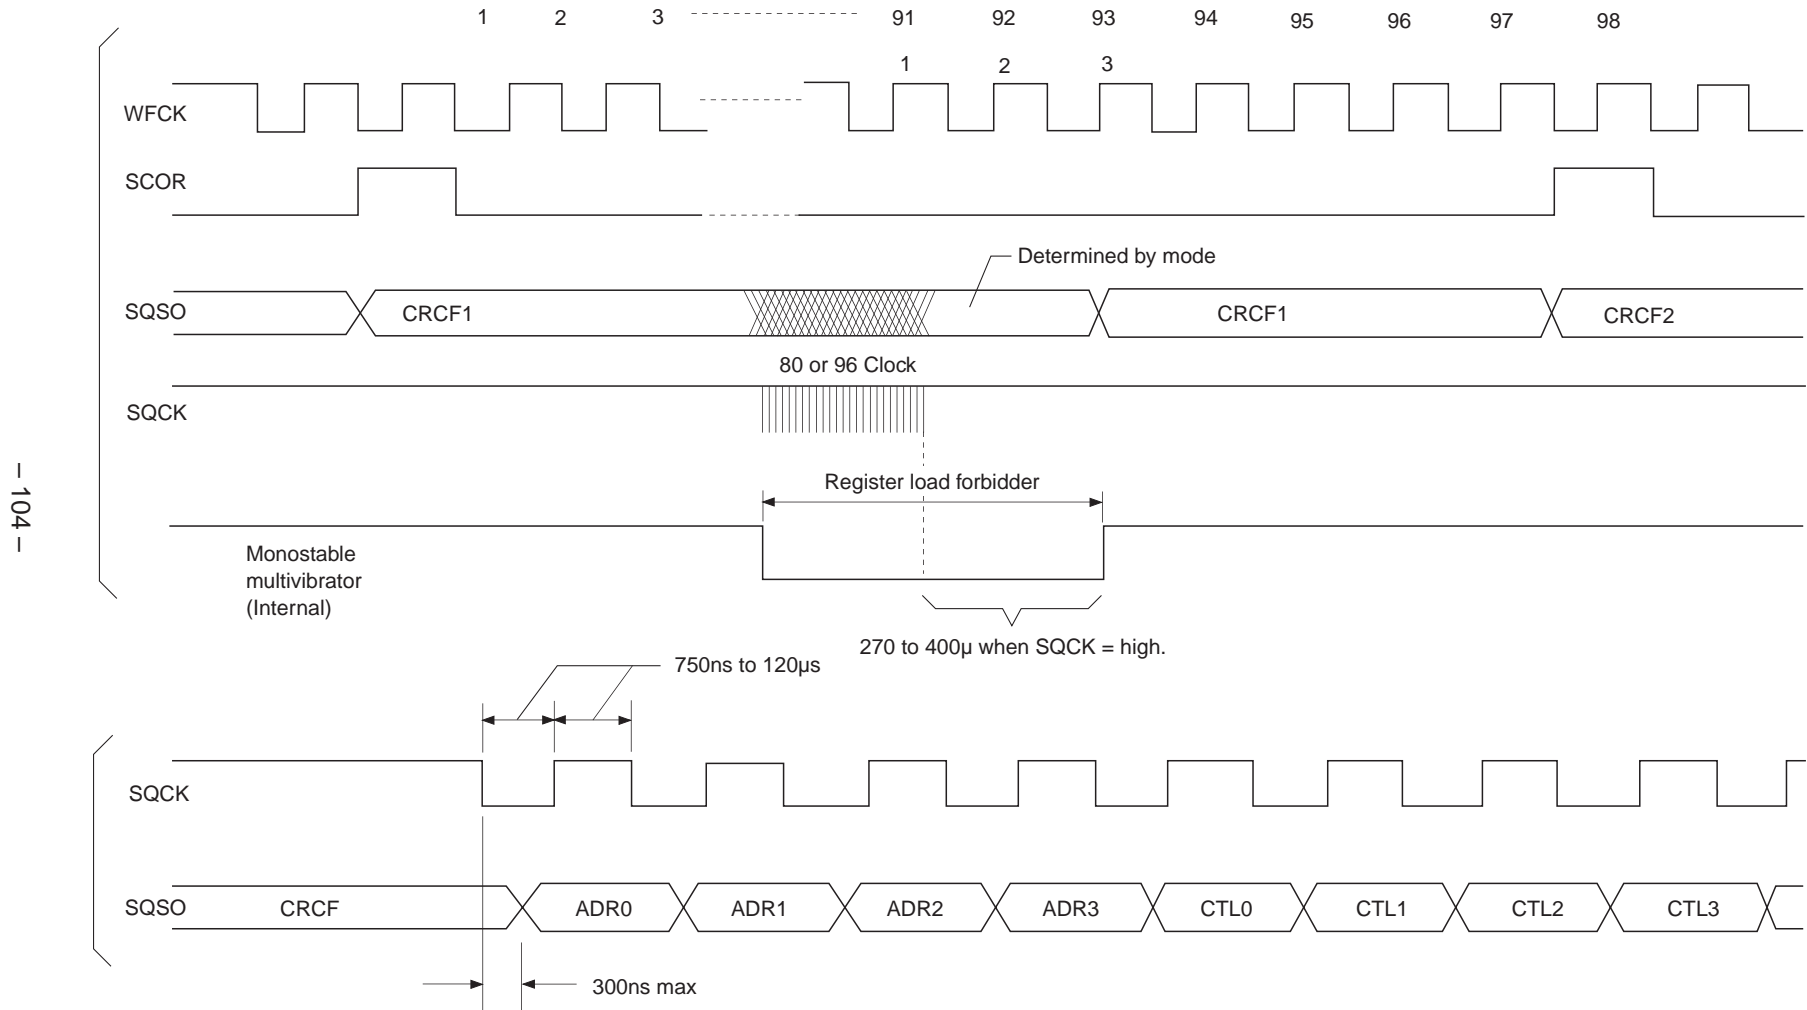 1 2 3 91 92 93 94 95 96 97 98
1 2 3
WFCK
SCOR
Determined by mode
SQSO CRCF1 CRCF1 CRCF2
80 or 96 Clock
SQCK
Register load forbidder
– 104 –
Monostable
multivibrator
(Internal)
270 to 400μ when SQCK = high.
750ns to 120μs
SQCK
SQSO CRCF ADR0 ADR1 ADR2 ADR3 CTL0 CTL1 CTL2 CTL3
300ns max